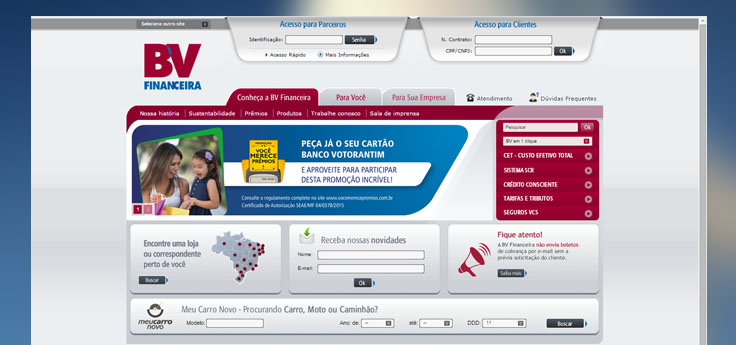 Selecione outro site
Acesso para Parceiros
Identificação:
Senha
Acesso Rápido
Mais Informações
Acesso para Clientes
N. Contrato:
CPF/CNPJ:
Ok
BV
FINANCEIRA
Conheça a BV Financeira
Para Você
Para Sua Empresa
Atendimento
Dúvidas Frequentes
Nossa história
Sustentabilidade
Prêmios
Produtos
Trabalhe conosco
Sala de imprensa
Pesquisar
Ok
BV em 1 clique
CET - CUSTO EFETIVO TOTAL
SISTEMA SCR
CRÉDITO CONSCIENTE
TARIFAS E TRIBUTOS
SEGUROS VCS
PROMOÇÃO
VOCÊ
MERECE
PRÊMIOS
PEÇA JÁ O SEU CARTÃO
BANCO VOTORANTIM
E APROVEITE PARA PARTICIPAR
DESTA PROMOÇÃO INCRÍVEL!
Consulte o regulamento completo no site www.vocemerecepremios.com.br
Certificado de Autorização SEAE/MF 04/0378/2015
1
2
Encontre uma loja
ou correspondente
perto de você
Buscar
Receba nossas novidades
Nome:
E-mail:
Ok
Fique atento!
A BV Financeira não envia boletos
de cobrança por e-mail sem a
prévia solicitação do cliente.
Saiba mais
meucarro
novo
Meu Carro Novo - Procurando Carro, Moto ou Caminhão?
Modelo:
Ano: de:
--
até:
--
DDD:
11
Buscar